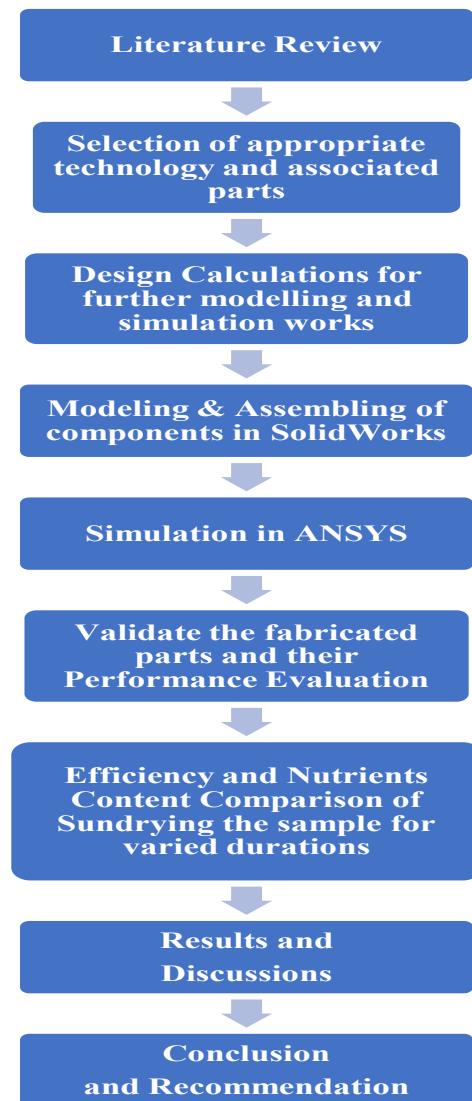 Literature Review
Selection of appropriate
technology and associated
parts
Design Calculations for
further modelling and
simulation works
Modeling & Assembling of
components in SolidWorks
Simulation in ANSYS
Validate the fabricated
parts and their
Performance Evaluation
Efficiency and Nutrients
Content Comparison of
Sundrying the sample for
varied durations
Results and
Discussions
Conclusion
and Recommendation